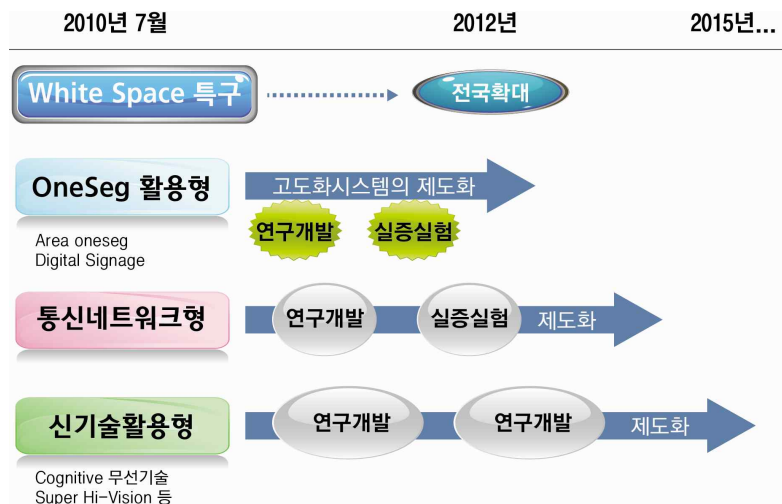 2010년 7월 2012년 2015년...
White Space 특구 전국확대
OneSeg 활용형 고도화시스템의 제도화
연구개발 실증실험
Area oneseg
Digital Signage
통신네트워크형 연구개발 실증실험 제도화
신기술활용형 연구개발 연구개발 제도화
Cognitive 무선기술
Super Hi-Vision 등